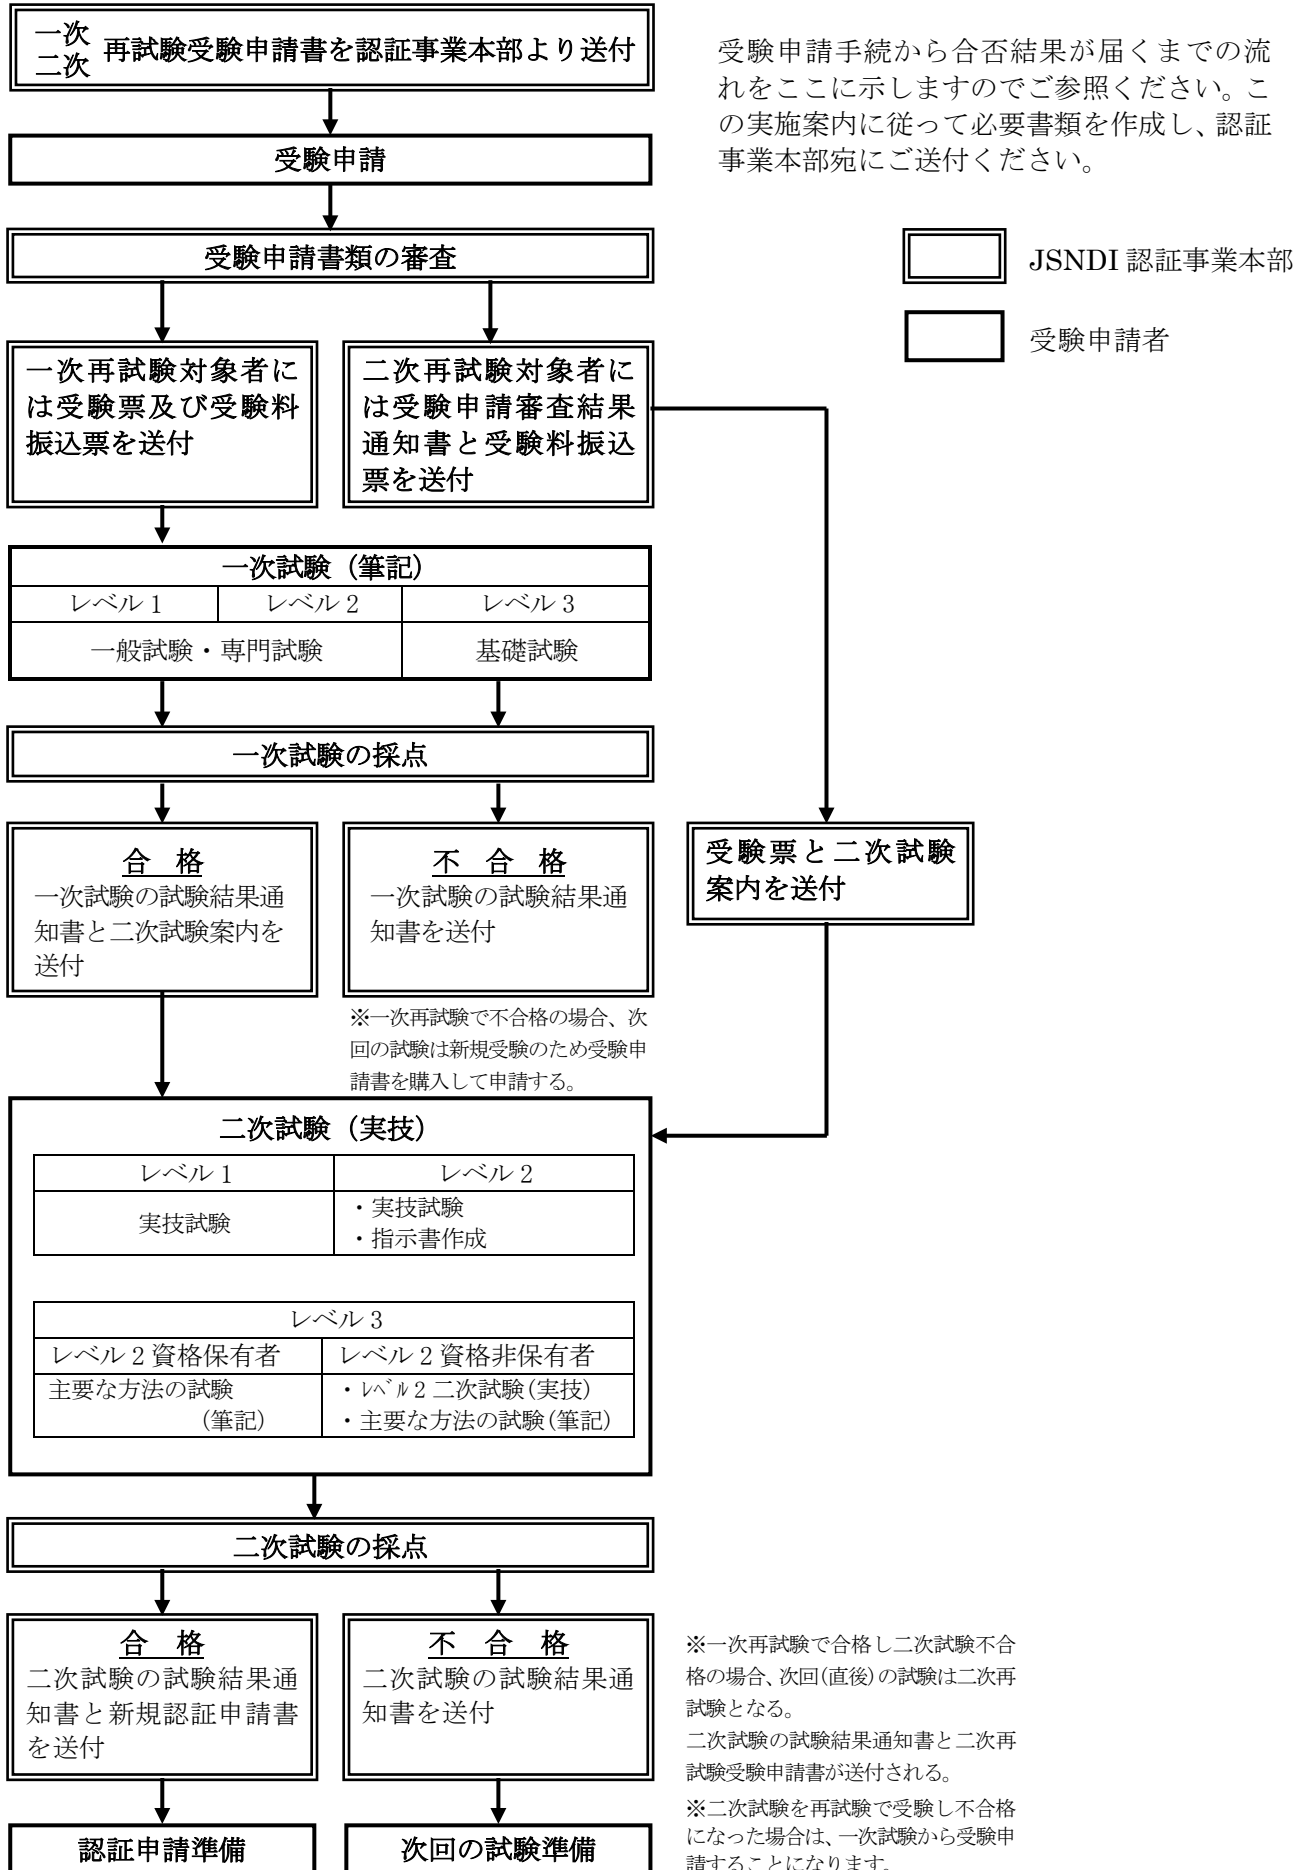 一次
二次
再試験受験申請書を認証事業本部より送付
受験申請手続から合否結果が届くまでの流
れをここに示しますのでご参照ください。こ
の実施案内に従って必要書類を作成し、認証
事業本部宛にご送付ください。
受験申請
受験申請書類の審査
JSNDI 認証事業本部
受験申請者
一次再試験対象者に
は受験票及び受験料
振込票を送付
二次再試験対象者に
は受験申請審査結果
通知書と受験料振込
票を送付
一次試験（筆記）
レベル 1
レベル 2
レベル 3
一般試験・専門試験
基礎試験
一次試験の採点
合 格
一次試験の試験結果通
知書と二次試験案内を
送付
不 合 格
一次試験の試験結果通
知書を送付
受験票と二次試験
案内を送付
※一次再試験で不合格の場合、次
回の試験は新規受験のため受験申
請書を購入して申請する。
二次試験（実技）
レベル 1
レベル 2
実技試験
・実技試験
・指示書作成
レベル 3
レベル 2 資格保有者
レベル 2 資格非保有者
主要な方法の試験
(筆記)
・ﾚﾍﾞﾙ 2 二次試験(実技)
・主要な方法の試験(筆記)
二次試験の採点
合 格
二次試験の試験結果通
知書と新規認証申請書
を送付
不 合 格
二次試験の試験結果通
知書を送付
※一次再試験で合格し二次試験不合
格の場合、次回(直後)の試験は二次再
試験となる。
二次試験の試験結果通知書と二次再
試験受験申請書が送付される。
※二次試験を再試験で受験し不合格
になった場合は、一次試験から受験申
請することになります。
認証申請準備
次回の試験準備